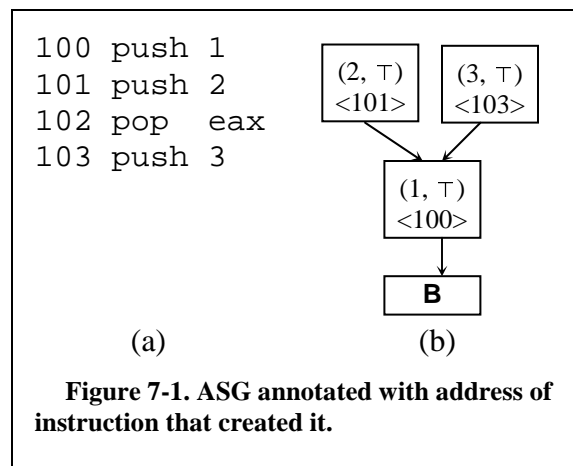 100 push 1
101 push 2
102 pop eax
103 push 3
(2, ⊤)
<101>
(3, ⊤)
<103>
(1, ⊤)
<100>
B
(a)
(b)
Figure 7-1. ASG annotated with address of
instruction that created it.